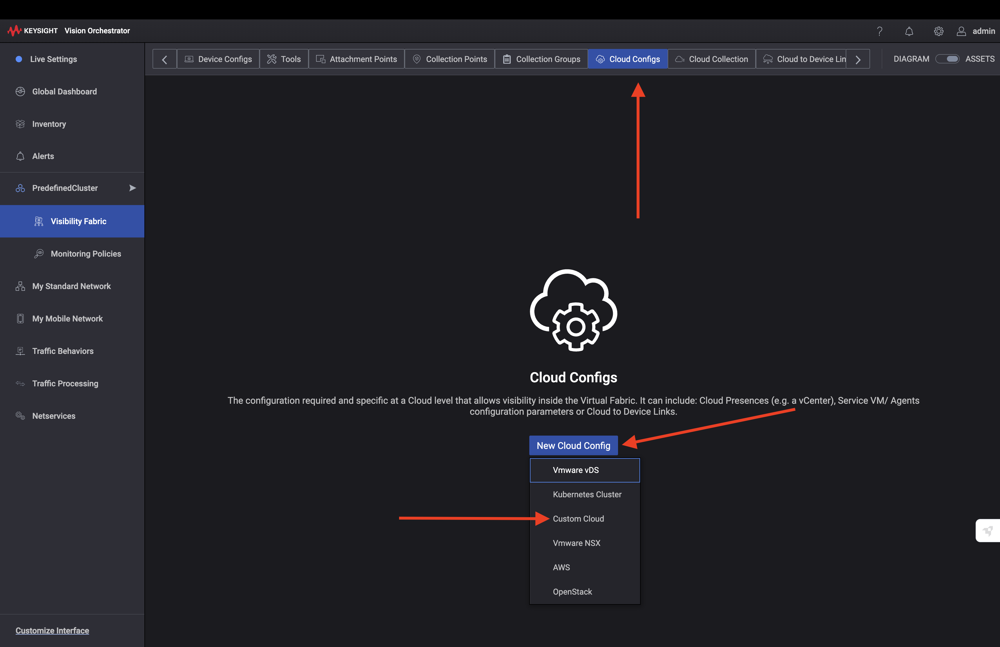 KEYSIGHT Vision Orchestrator
?
admin
Live Settings
Global Dashboard
Inventory
Alerts
PredefinedCluster
Visibility Fabric
Monitoring Policies
My Standard Network
My Mobile Network
Traffic Behaviors
IP
Traffic Processing
Netservices
Customize Interface
Device Configs
Tools
Attachment Points
Collection Points
Collection Groups
Cloud Configs
Cloud Collection
Cloud to Device Lin
DIAGRAM
ASSETS
Cloud Configs
The configuration required and specific at a Cloud level that allows visibility inside the Virtual Fabric. It can include: Cloud Presences (e.g. a vCenter), Service VM/ Agents
configuration parameters or Cloud to Device Links.
New Cloud Config
Vmware vDS
Kubernetes Cluster
Custom Cloud
Vmware NSX
AWS
OpenStack